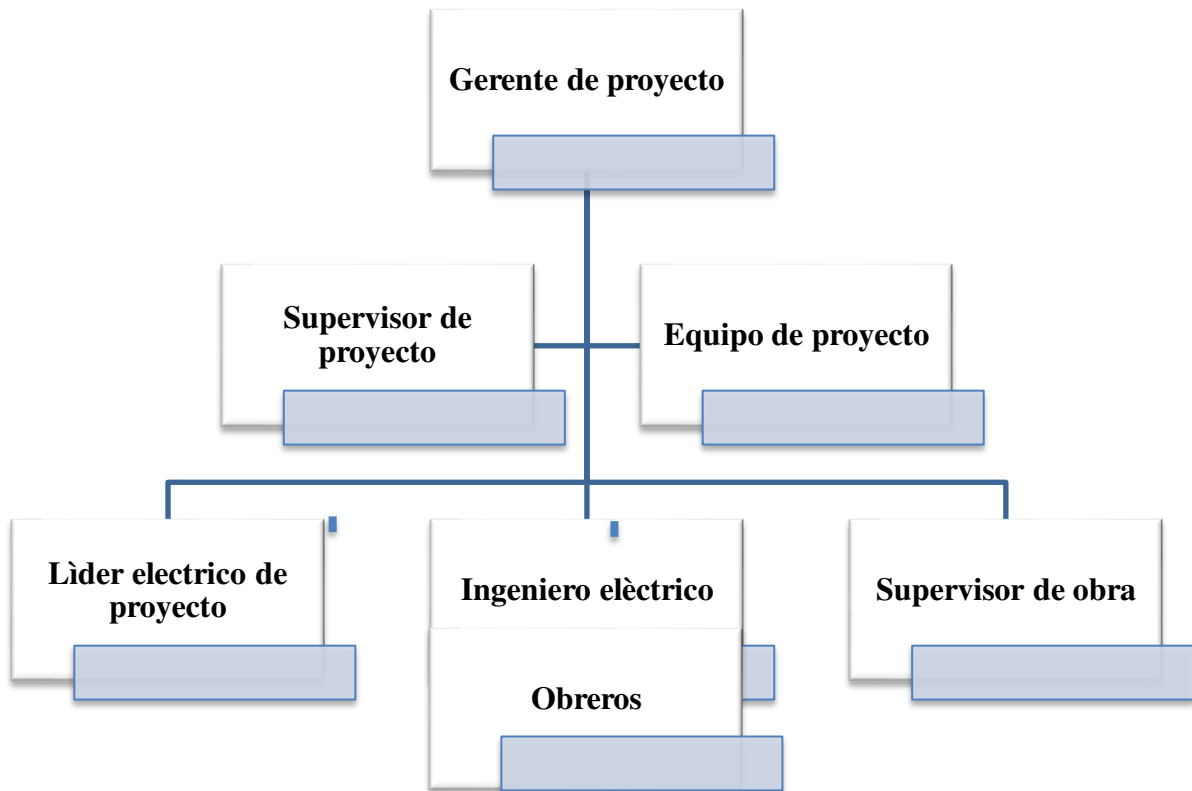 Gerente de proyecto
Supervisor de
proyecto
Equipo de proyecto
Lìder electrico de
proyecto
Ingeniero elèctrico
Supervisor de obra
Obreros